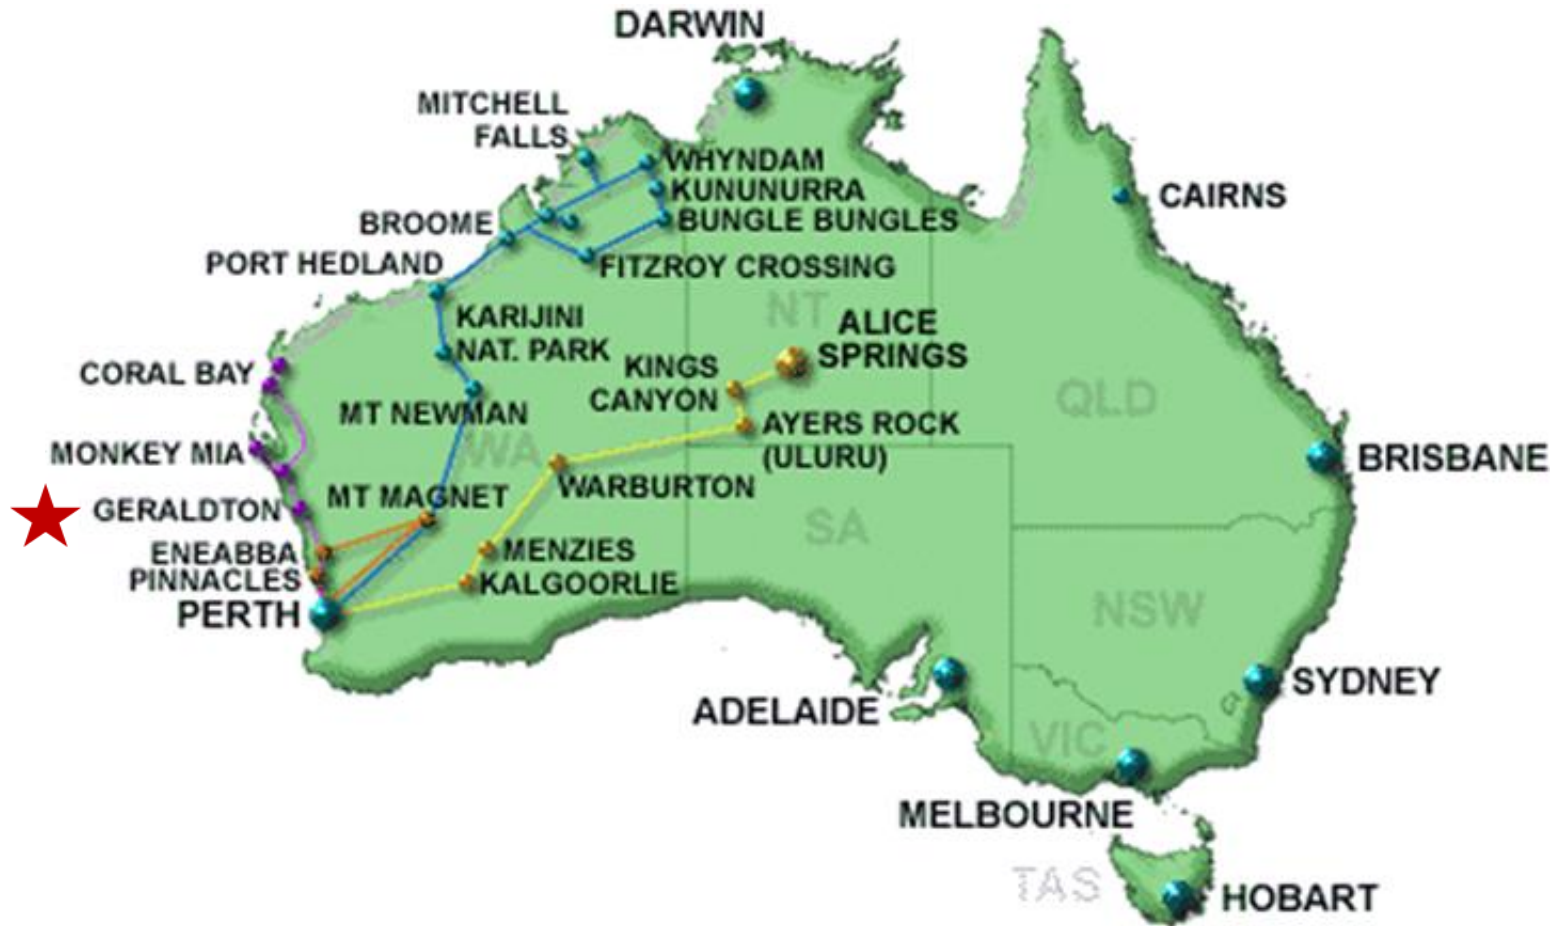 DARWIN
MITCHELL
FALLS
WHYNDAM
KUNUNURRA
CAIRNS
BROOME
BUNGLE BUNGLES
PORT HEDLAND
FITZROY CROSSING
KARIJINI
NAT. PARK
NT
ALICE
SPRINGS
CORAL BAY
KINGS
CANYON
QLD
MT NEWMAN
AYERS ROCK
(ULURU)
MONKEY MIA
WA
BRISBANE
WARBURTON
MT MAGNET
GERALDTON
SA
ENEABBA
MENZIES
PINNACLES
KALGOORLIE
PERTH
NSW
SYDNEY
ADELAIDE
VIC
MELBOURNE
TAS
HOBART